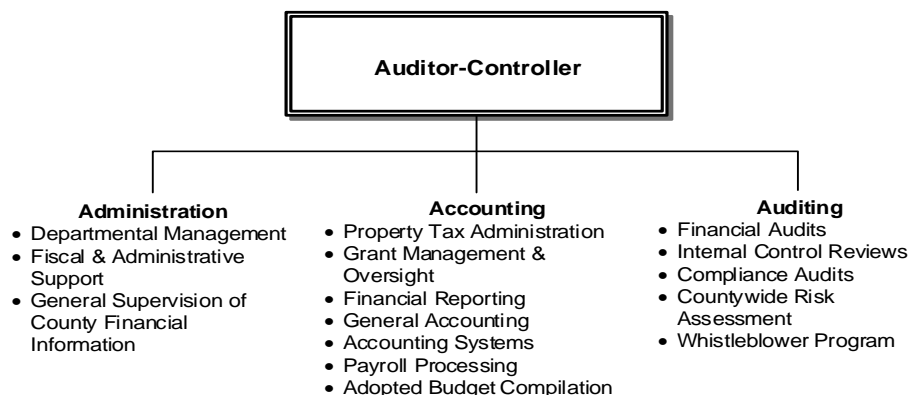 Auditor-Controller
Administration
• Departmental Management
• Fiscal & Administrative
Support
• General Supervision of
County Financial
Information
Accounting
• Property Tax Administration
• Grant Management &
Oversight
• Financial Reporting
• General Accounting
• Accounting Systems
• Payroll Processing
• Adopted Budget Compilation
Auditing
• Financial Audits
• Internal Control Reviews
• Compliance Audits
• Countywide Risk
Assessment
• Whistleblower Program